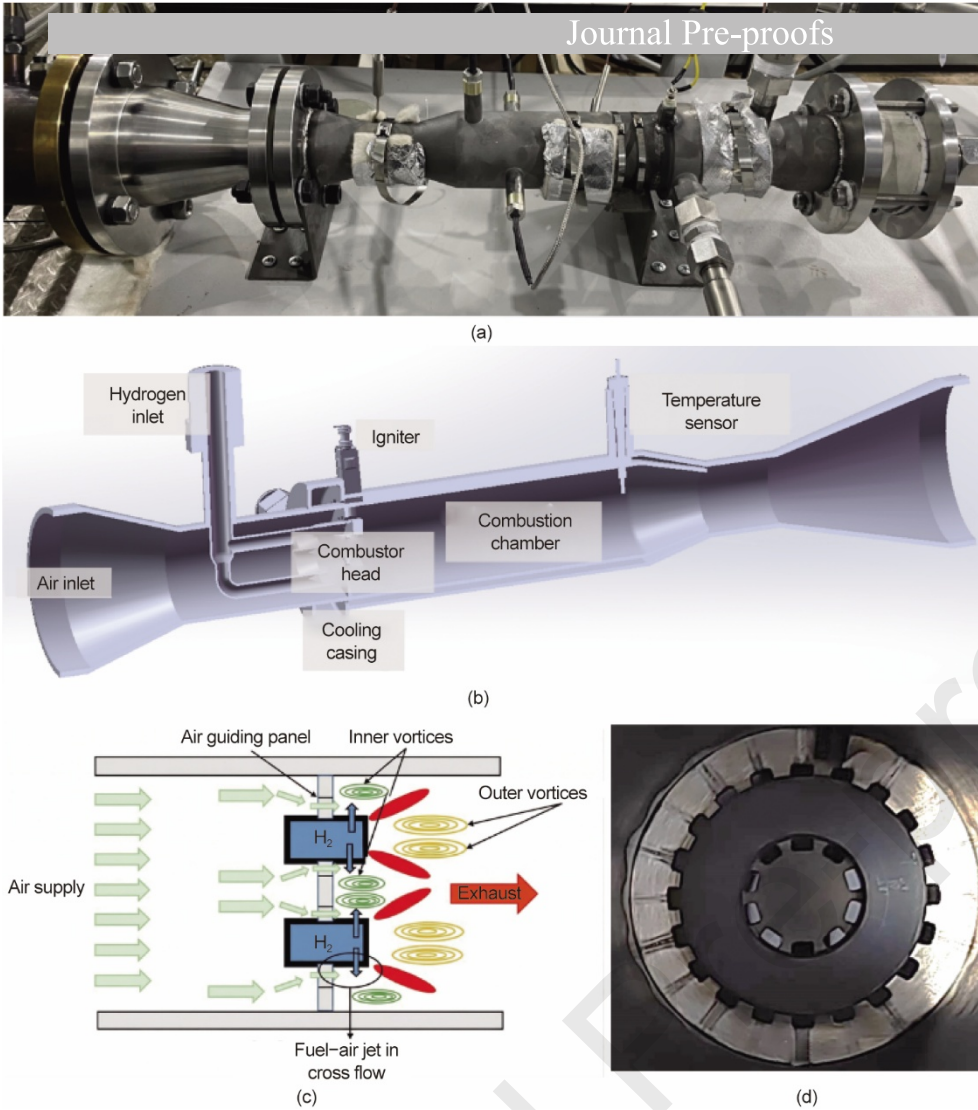 Journal Pre-proofs
(a)
Hydrogen
inlet
Igniter
Temperature
sensor
Combustion
chamber
Combustor
head
Air inlet
Cooling
casing
(b)
Air guiding panel
Inner vortices
Outer vortices
H₂
Air supply
Exhaust
H₂
Fuel–air jet in
cross flow
(c)
(d)